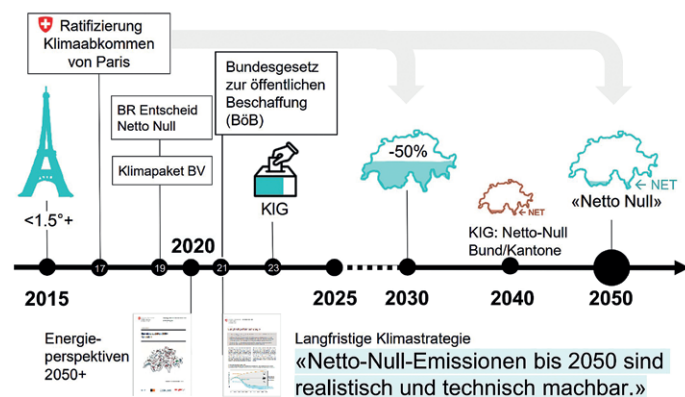 Ratifizierung
Klimaabkommen
von Paris
BR Entscheid
Netto Null
Klimapaket BV
Bundesgesetz
zur öffentlichen
Beschaffung
(BöB)
KIG
<1.5°+
-50%
← NET
KIG: Netto-Null
Bund/Kantone
← NET
«Netto Null»
2015
17
19
2020
21
23
2025
2030
2040
2050
Energie-
perspektiven
2050+
Langfristige Klimastrategie
«Netto-Null-Emissionen bis 2050 sind
realistisch und technisch machbar.»